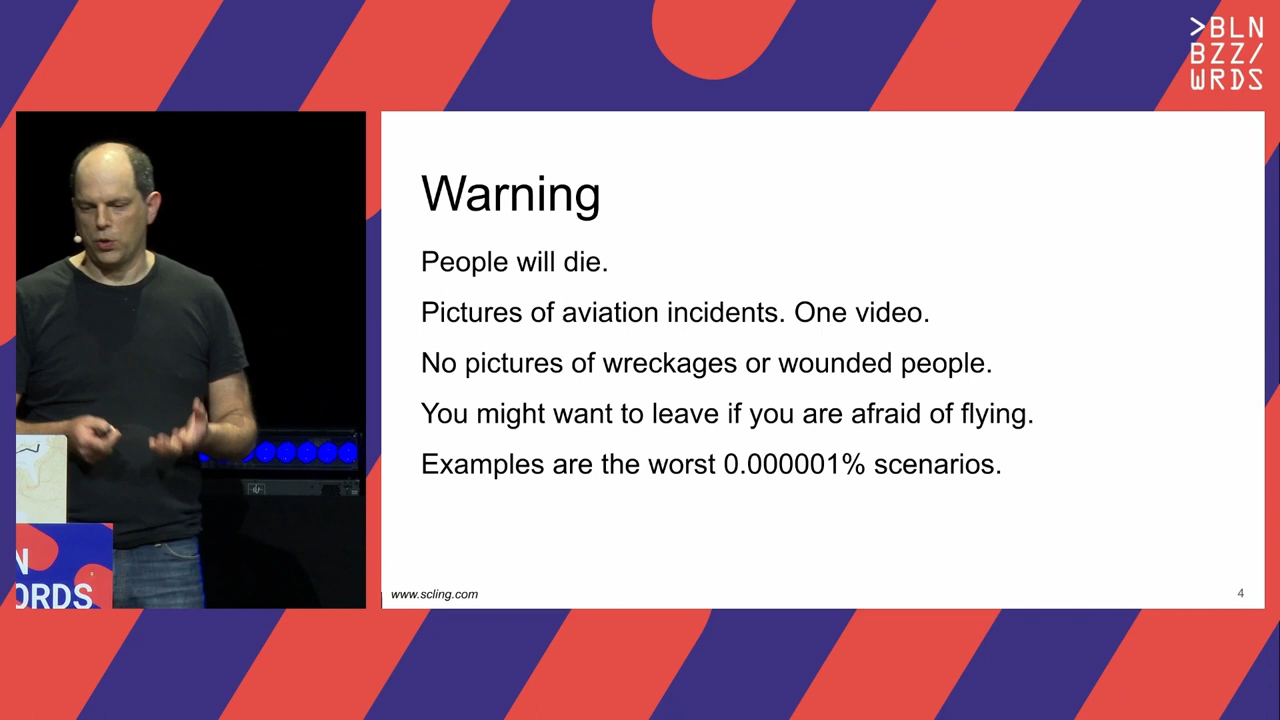 >BLN
BZZ/
WRDS
Warning
People will die.
Pictures of aviation incidents. One video.
No pictures of wreckages or wounded people.
You might want to leave if you are afraid of flying.
Examples are the worst 0.000001% scenarios.
www.scling.com
4
N
ORDS